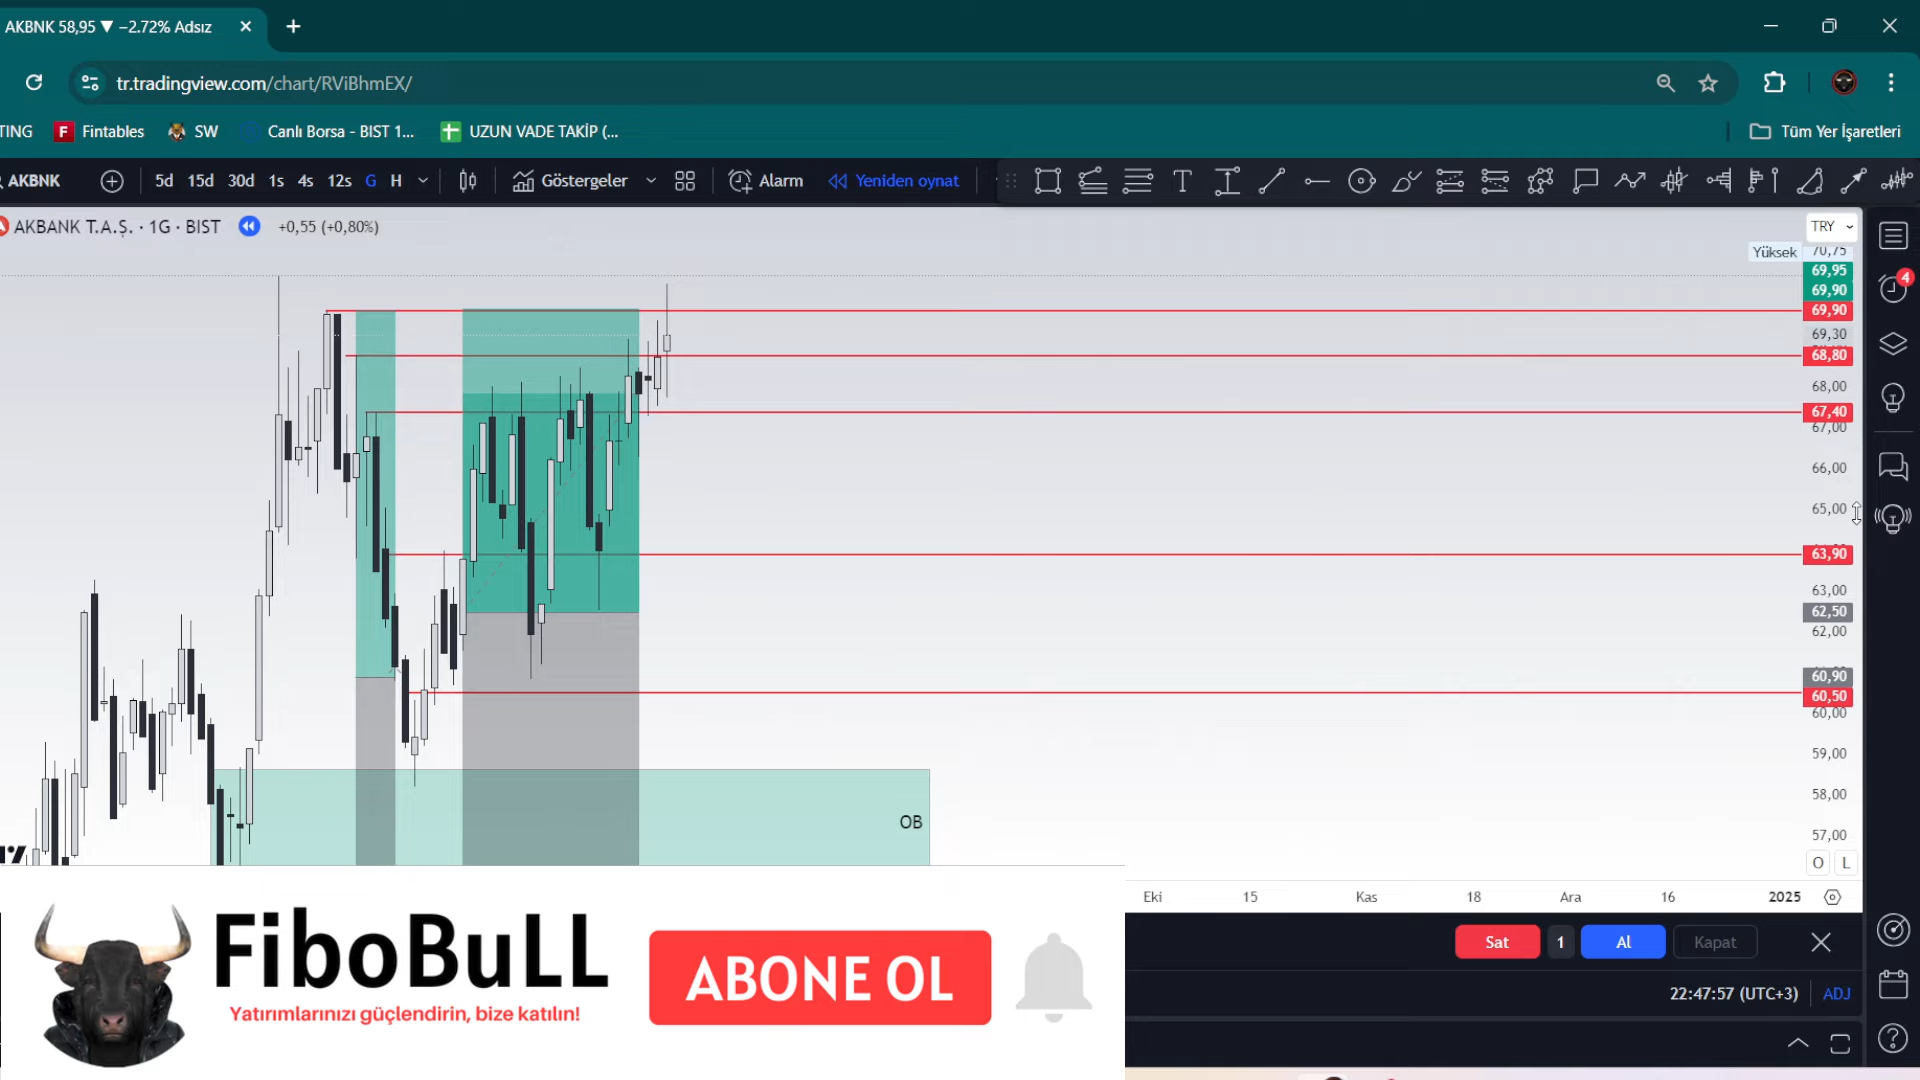 AKBNK 58,95 ▼ −2.72% Adsız
tr.tradingview.com/chart/RViBhmEX/
TING
Fintables
SW
Canlı Borsa - BIST 1...
UZUN VADE TAKİP (...
Tüm Yer İşaretleri
AKBNK
5d 15d 30d 1s 4s 12s G H
Göstergeler
Alarm
Yeniden oynat
AKBANK T.A.Ş. · 1G · BIST
+0,55 (+0,80%)
TRY
Yüksek 70,75
69,95
69,90
69,90
69,30
68,80
68,00
67,40
67,00
66,00
65,00
63,90
63,00
62,50
62,00
60,90
60,50
60,00
59,00
58,00
57,00
4
OB
O L
Eki 15 Kas 18 Ara 16 2025
Sat 1 Al Kapat
22:47:57 (UTC+3) ADJ
FiboBuLL
Yatırımlarınızı güçlendirin, bize katılın!
ABONE OL